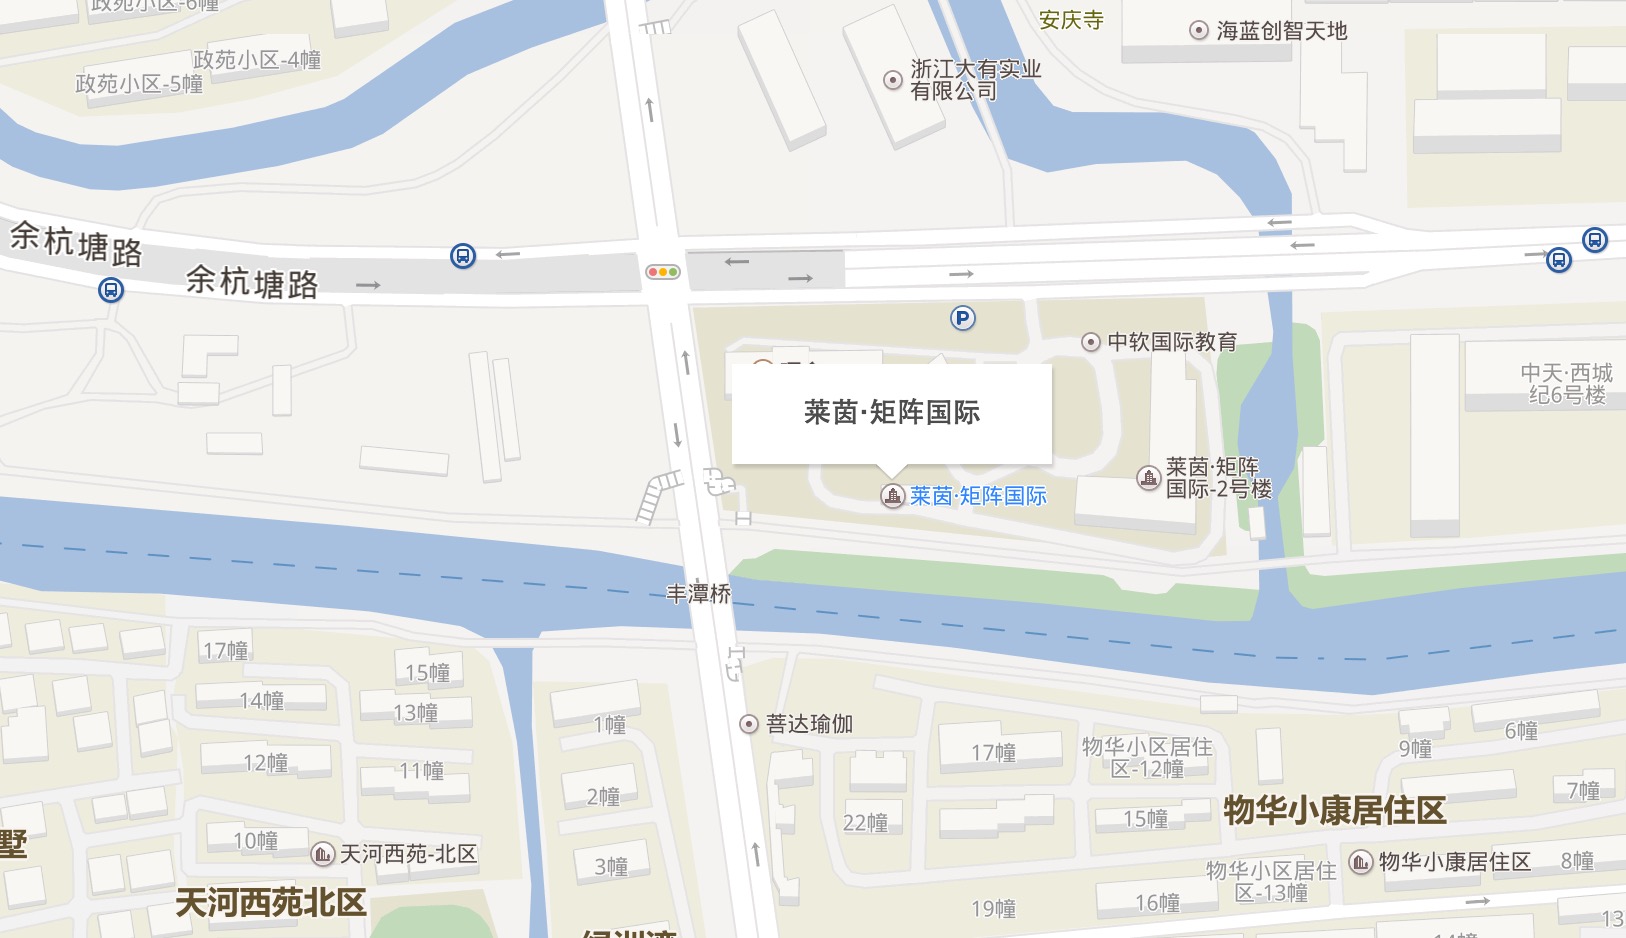 政苑小区-6幢
安庆寺
海蓝创智天地
政苑小区-4幢
政苑小区-5幢
浙江大有实业
有限公司
余杭塘路
余杭塘路
P
中软国际教育
中天·西城
纪6号楼
莱茵·矩阵国际
莱茵·矩阵
国际-2号楼
莱茵·矩阵国际
丰潭桥
17幢
15幢
14幢
13幢
12幢
11幢
10幢
天河西苑-北区
天河西苑北区
墅
1幢
2幢
3幢
菩达瑜伽
17幢
物华小区居住
区-12幢
22幢
15幢
9幢
6幢
7幢
物华小康居住区
物华小康居住区
8幢
物华小区居住
区-13幢
16幢
19幢
13
14幢